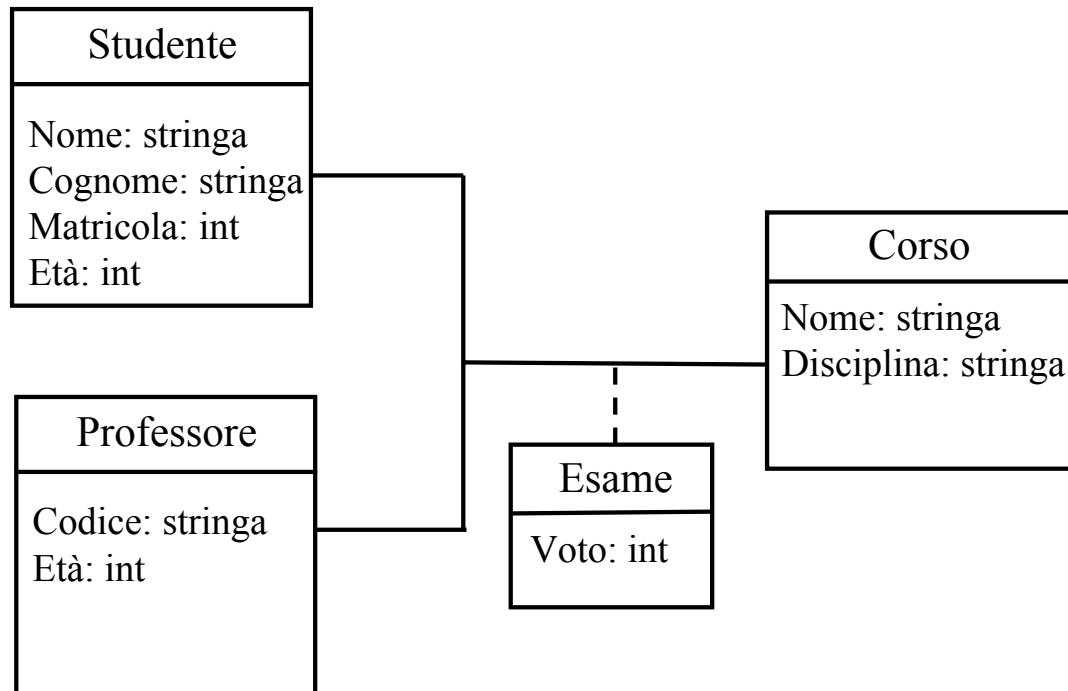 Studente
Nome: stringa
Cognome: stringa
Matricola: int
Età: int
Professore
Codice: stringa
Età: int
Esame
Voto: int
Corso
Nome: stringa
Disciplina: stringa